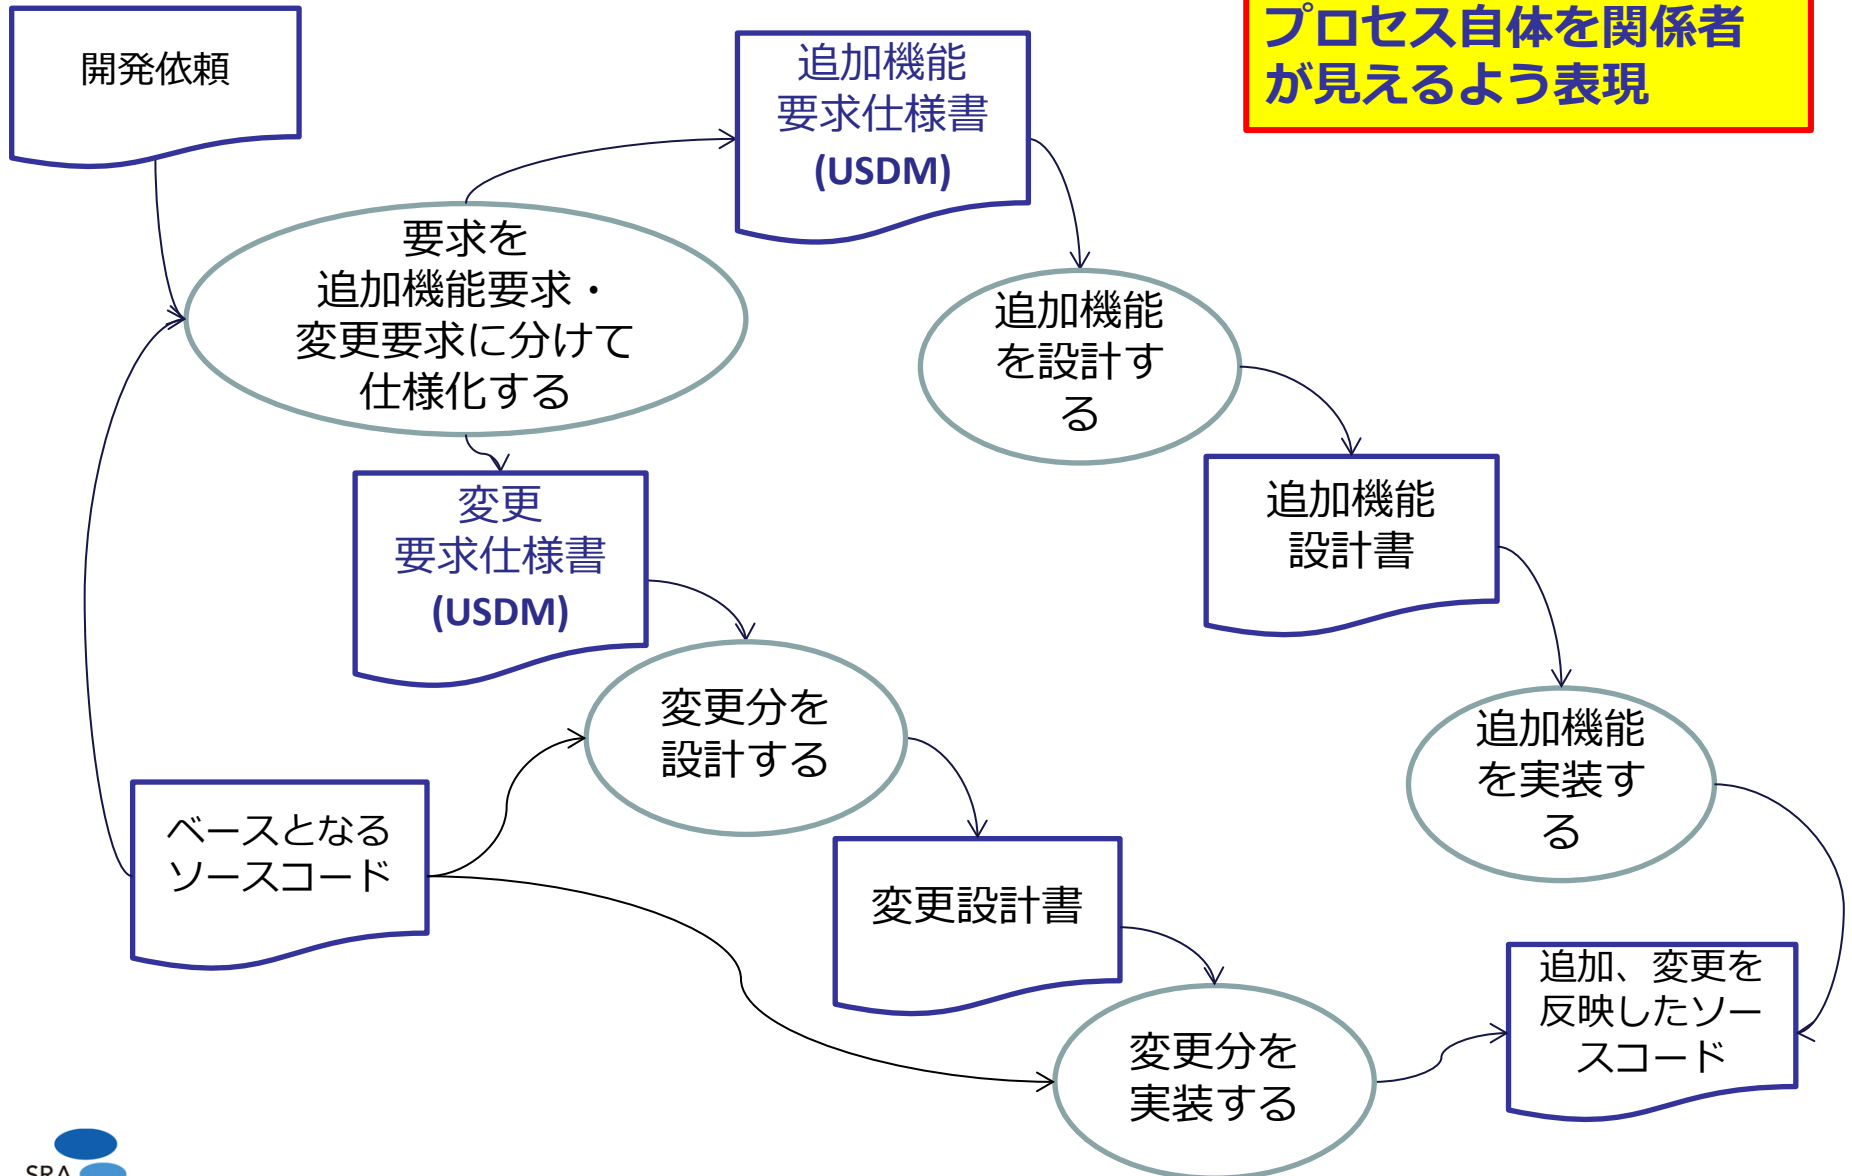 プロセス自体を関係者
が見えるよう表現
開発依頼
追加機能
要求仕様書
(USDM)
要求を
追加機能要求・
変更要求に分けて
仕様化する
追加機能
を設計す
る
変更
要求仕様書
(USDM)
追加機能
設計書
変更分を
設計する
追加機能
を実装す
る
ベースとなる
ソースコード
変更設計書
追加、変更を
反映したソー
スコード
変更分を
実装する
SRA